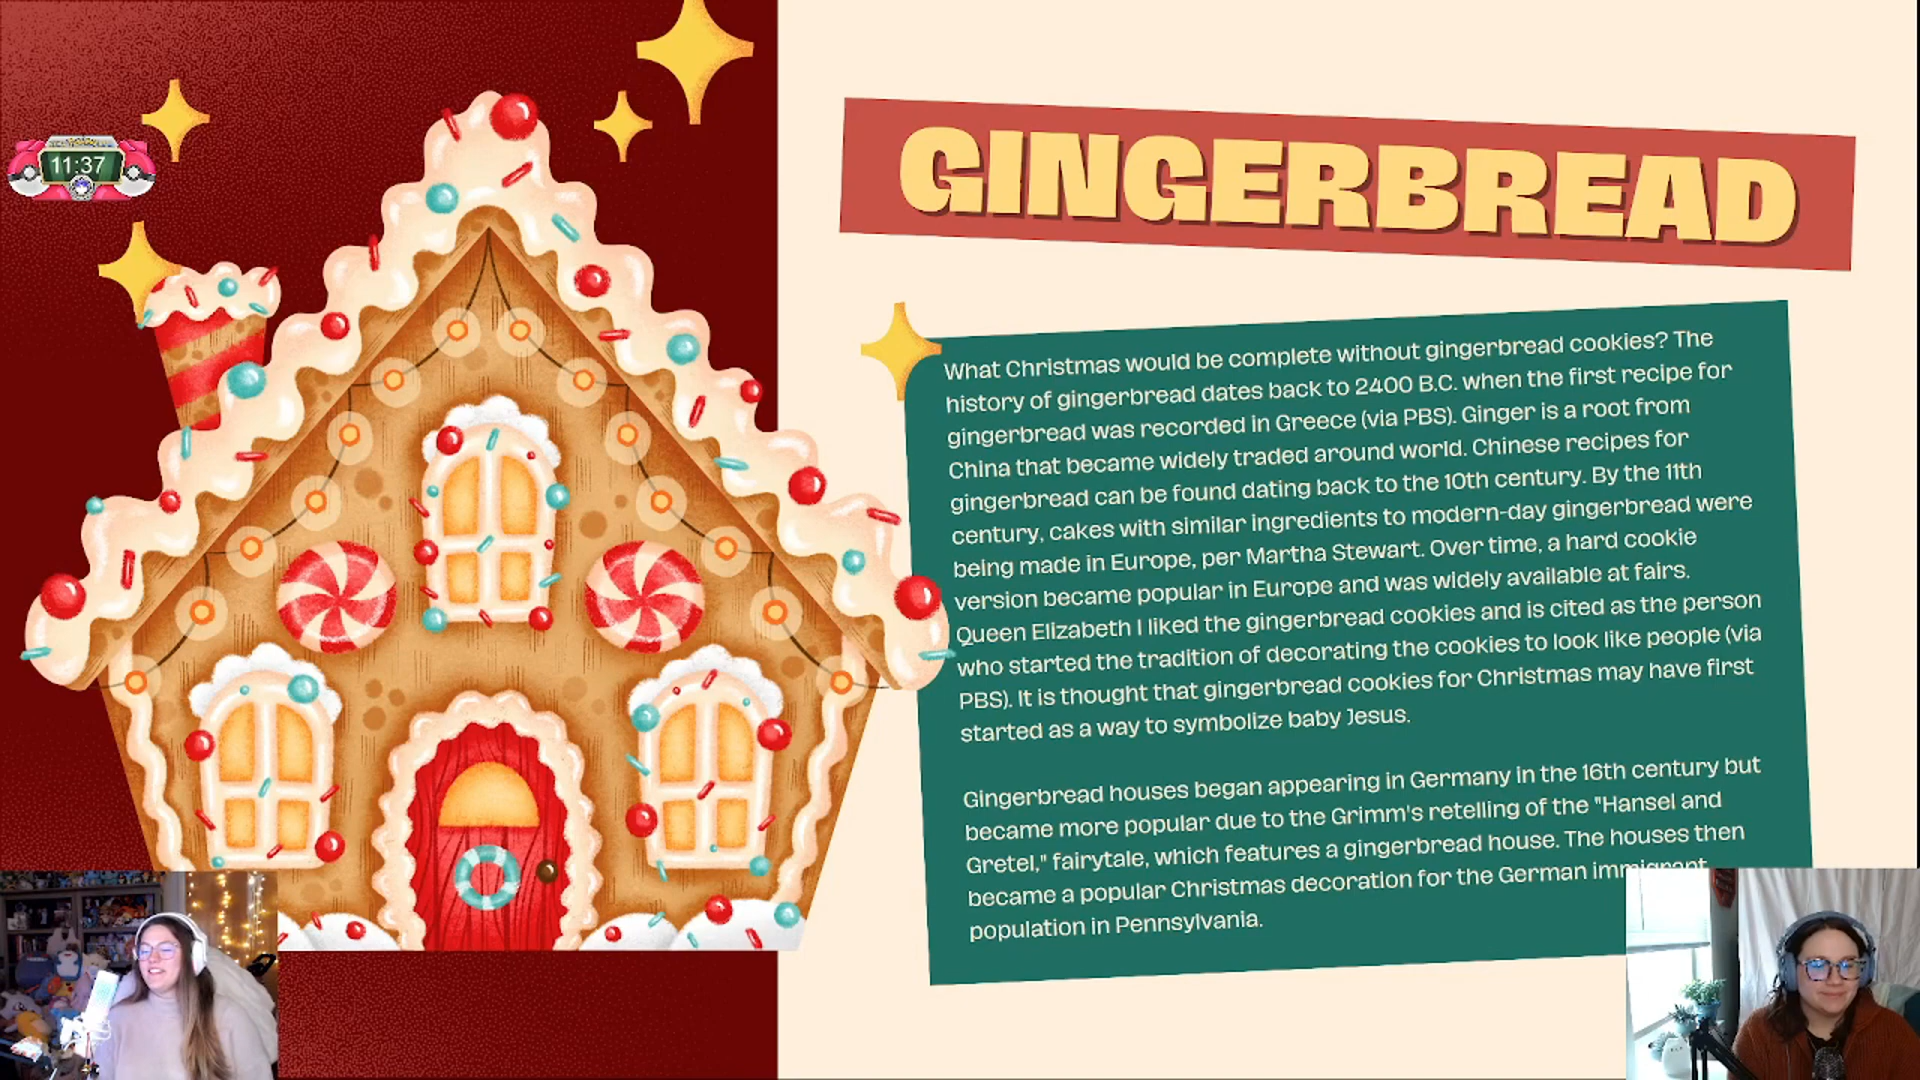 11:37
GINGERBREAD
What Christmas would be complete without gingerbread cookies? The
history of gingerbread dates back to 2400 B.C. when the first recipe for
gingerbread was recorded in Greece (via PBS). Ginger is a root from
China that became widely traded around world. Chinese recipes for
gingerbread can be found dating back to the 10th century. By the 11th
century, cakes with similar ingredients to modern-day gingerbread were
being made in Europe, per Martha Stewart. Over time, a hard cookie
version became popular in Europe and was widely available at fairs.
Queen Elizabeth I liked the gingerbread cookies and is cited as the person
who started the tradition of decorating the cookies to look like people (via
PBS). It is thought that gingerbread cookies for Christmas may have first
started as a way to symbolize baby Jesus.
Gingerbread houses began appearing in Germany in the 16th century but
became more popular due to the Grimm's retelling of the "Hansel and
Gretel," fairytale, which features a gingerbread house. The houses then
became a popular Christmas decoration for the German immigrant
population in Pennsylvania.